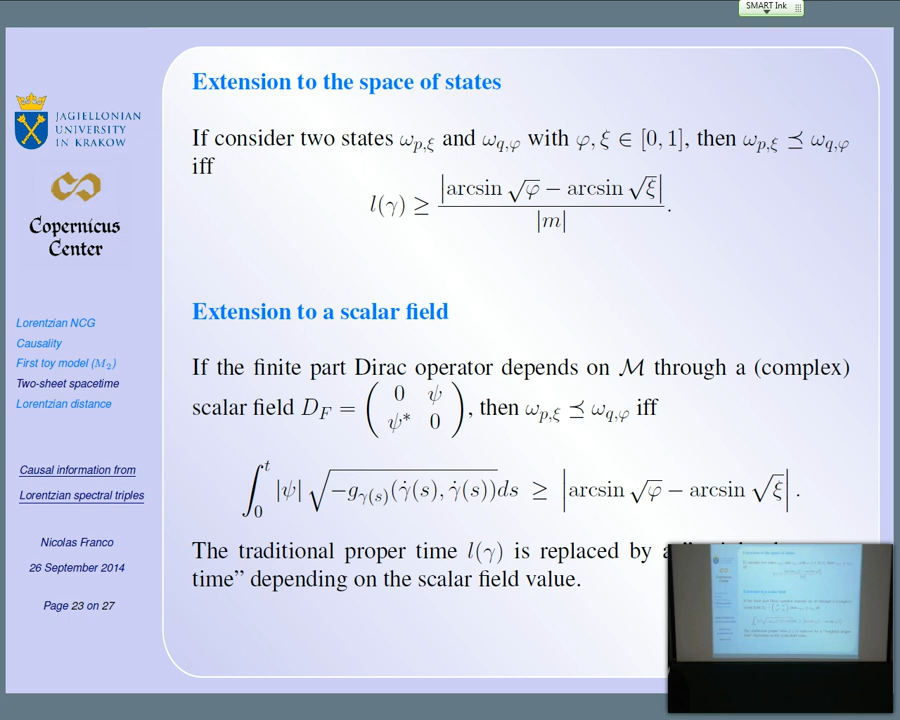 SMART Ink
JAGIELLONIAN
UNIVERSITY
IN KRAKOW
Copernicus
Center
Lorentzian NCG
Causality
First toy model (M₂)
Two-sheet spacetime
Lorentzian distance
Causal information from
Lorentzian spectral triples
Nicolas Franco
26 September 2014
Page 23 on 27
Extension to the space of states
If consider two states ω_{p,ξ} and ω_{q,φ} with φ, ξ ∈ [0, 1], then ω_{p,ξ} ⪯ ω_{q,φ}
iff
l(γ) ≥ |arcsin √φ − arcsin √ξ| / |m| .
Extension to a scalar field
If the finite part Dirac operator depends on ℳ through a (complex)
scalar field D_F = ( 0 ψ ; ψ* 0 ), then ω_{p,ξ} ⪯ ω_{q,φ} iff
∫₀ᵗ |ψ| √(−g_{γ(s)}(γ̇(s), γ̇(s))) ds ≥ |arcsin √φ − arcsin √ξ| .
The traditional proper time l(γ) is replaced by a
time” depending on the scalar field value.